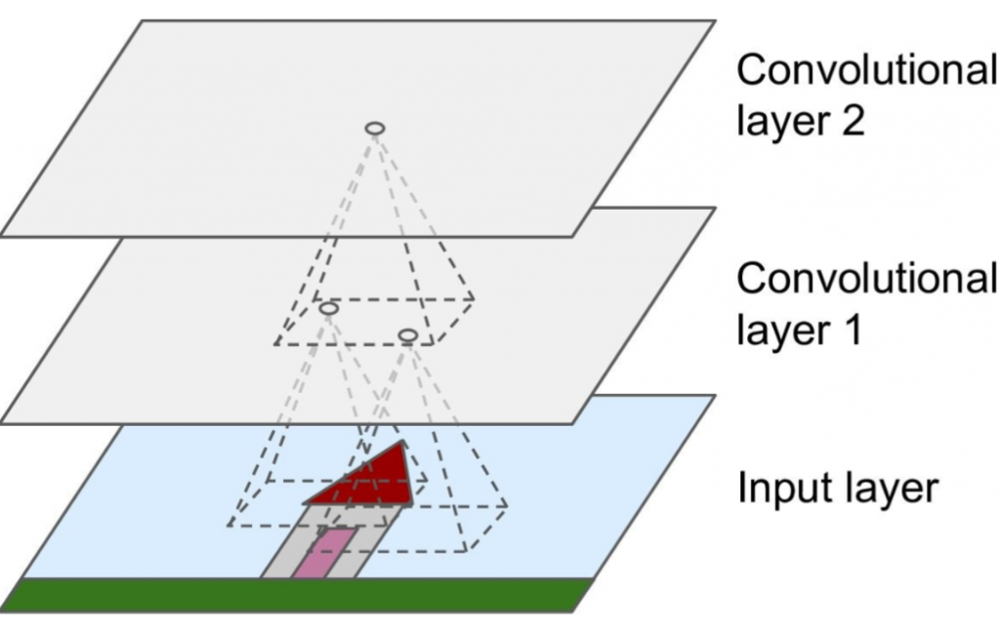 Convolutional
layer 2
Convolutional
layer 1
Input layer